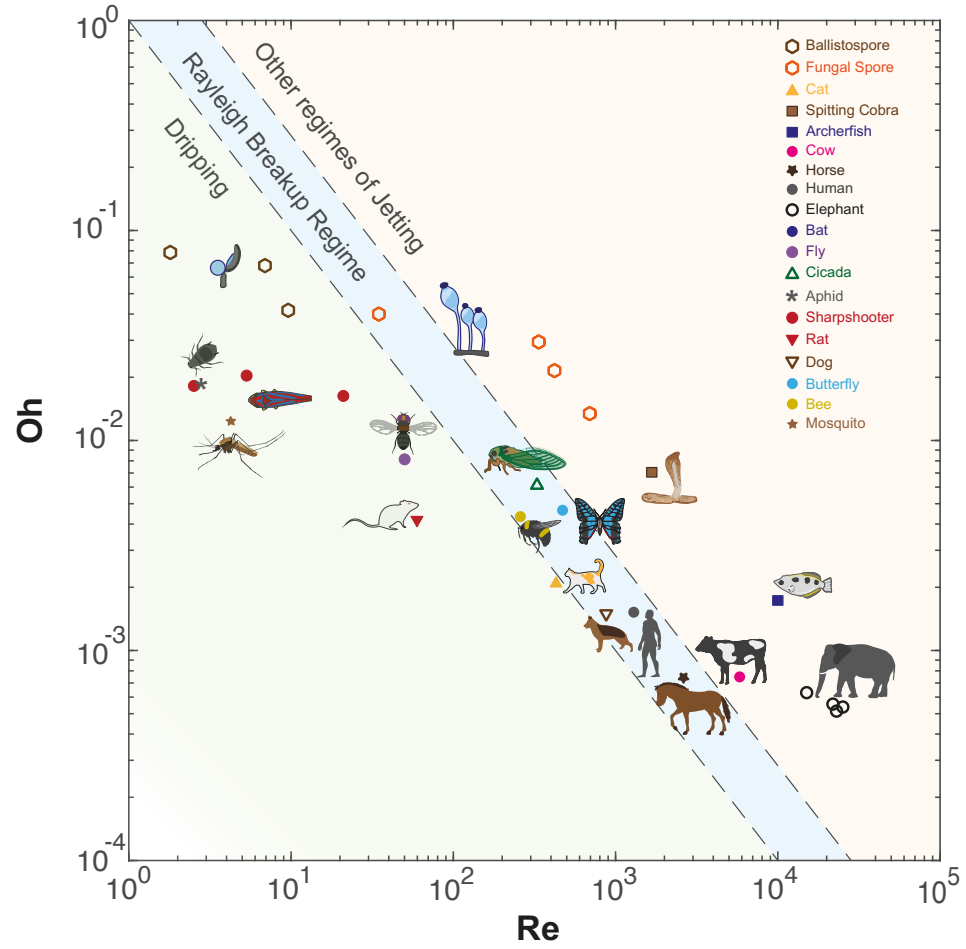 10^0
10^-1
10^-2
10^-3
10^-4
Oh
Other regimes of Jetting
Rayleigh Breakup Regime
Dripping
Ballistospore
Fungal Spore
Cat
Spitting Cobra
Archerfish
Cow
Horse
Human
Elephant
Bat
Fly
Cicada
Aphid
Sharpshooter
Rat
Dog
Butterfly
Bee
Mosquito
10^0
10^1
10^2
10^3
10^4
10^5
Re